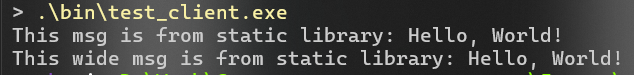 > .\bin\test_client.exe
This msg is from static library: Hello, World!
This wide msg is from static library: Hello, World!